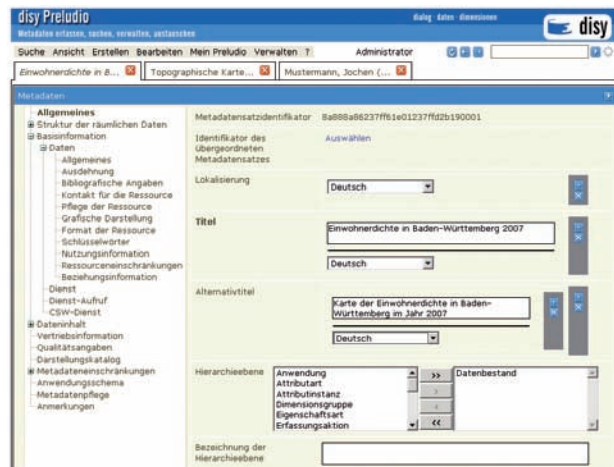 disy Preludio
Metadaten erfassen, suchen, verwalten, austauschen
dialog · daten · dimensionen
disy
Suche Ansicht Erstellen Bearbeiten Mein Preludio Verwalten ? Administrator
Einwohnerdichte in B... Topographische Karte... Mustermann, Jochen (...
Metadaten
Allgemeines
Struktur der räumlichen Daten
Basisinformation
Daten
Allgemeines
Ausdehnung
Bibliografische Angaben
Kontakt für die Ressource
Pflege der Ressource
Grafische Darstellung
Format der Ressource
Schlüsselwörter
Nutzungsinformation
Ressourceneinschränkungen
Beziehungsinformation
Dienst
Dienst-Aufruf
CSW-Dienst
Dateninhalt
Vertriebsinformation
Qualitätsangaben
Darstellungskatalog
Metadateneinschränkungen
Anwendungsschema
Metadatenpflege
Anmerkungen
Metadatensatzidentifikator 8a888a86237ff61e01237ffd2b190001
Identifikator des
übergeordneten
Metadatensatzes
Auswählen
Lokalisierung
Deutsch
Titel
Einwohnerdichte in Baden-Württemberg 2007
Deutsch
Alternativtitel
Karte der Einwohnerdichte in Baden-
Württemberg im Jahr 2007
Deutsch
Hierarchieebene
Anwendung
Attributart
Attributinstanz
Dimensionsgruppe
Eigenschaftsart
Erfassungsaktion
>>
>
<
<<
Datenbestand
Bezeichnung der
Hierarchieebene